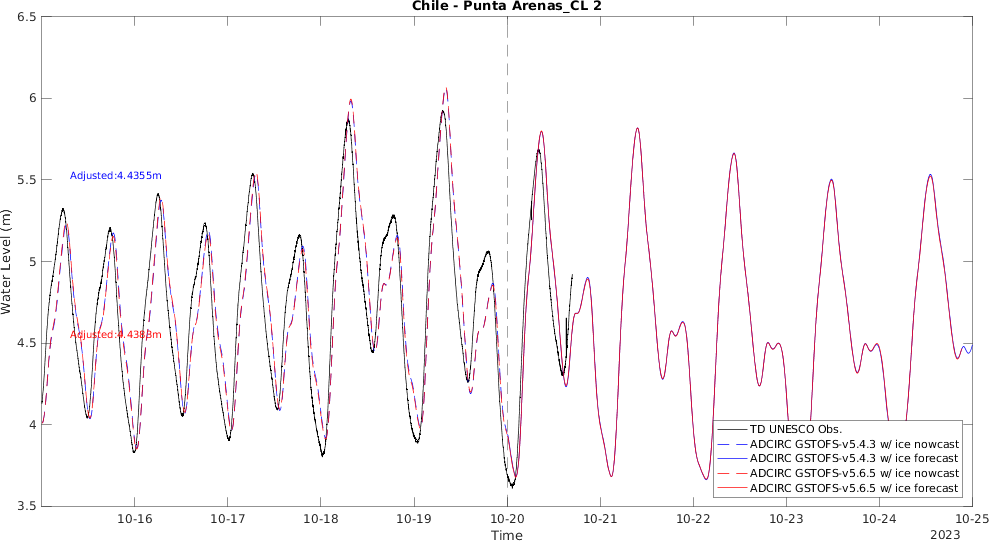 Chile - Punta Arenas_CL 2
6.5
6
5.5
5
4.5
4
3.5
Water Level (m)
Adjusted:4.4355m
Adjusted:4.4383m
TD UNESCO Obs.
ADCIRC GSTOFS-v5.4.3 w/ ice nowcast
ADCIRC GSTOFS-v5.4.3 w/ ice forecast
ADCIRC GSTOFS-v5.6.5 w/ ice nowcast
ADCIRC GSTOFS-v5.6.5 w/ ice forecast
10-16 10-17 10-18 10-19 10-20 10-21 10-22 10-23 10-24 10-25
Time
2023